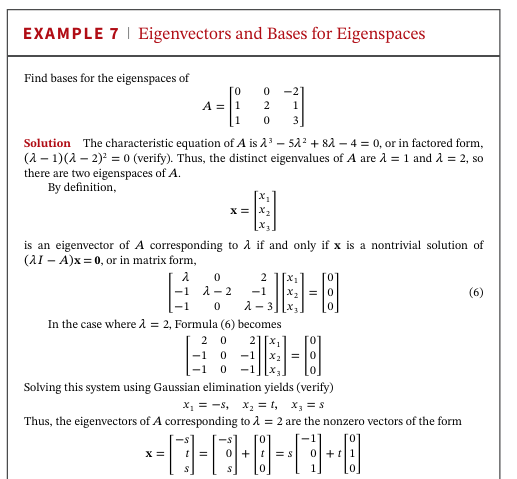 EXAMPLE 7 | Eigenvectors and Bases for Eigenspaces
Find bases for the eigenspaces of
A = [0 0 −2; 1 2 1; 1 0 3]
Solution The characteristic equation of A is λ³ − 5λ² + 8λ − 4 = 0, or in factored form,
(λ − 1)(λ − 2)² = 0 (verify). Thus, the distinct eigenvalues of A are λ = 1 and λ = 2, so
there are two eigenspaces of A.
By definition,
x = [x₁; x₂; x₃]
is an eigenvector of A corresponding to λ if and only if x is a nontrivial solution of
(λI − A)x = 0, or in matrix form,
[λ 0 2; −1 λ − 2 −1; −1 0 λ − 3] [x₁; x₂; x₃] = [0; 0; 0] (6)
In the case where λ = 2, Formula (6) becomes
[2 0 2; −1 0 −1; −1 0 −1] [x₁; x₂; x₃] = [0; 0; 0]
Solving this system using Gaussian elimination yields (verify)
x₁ = −s, x₂ = t, x₃ = s
Thus, the eigenvectors of A corresponding to λ = 2 are the nonzero vectors of the form
x = [−s; t; s] = [−s; 0; s] + [0; t; 0] = s [−1; 0; 1] + t [0; 1; 0]